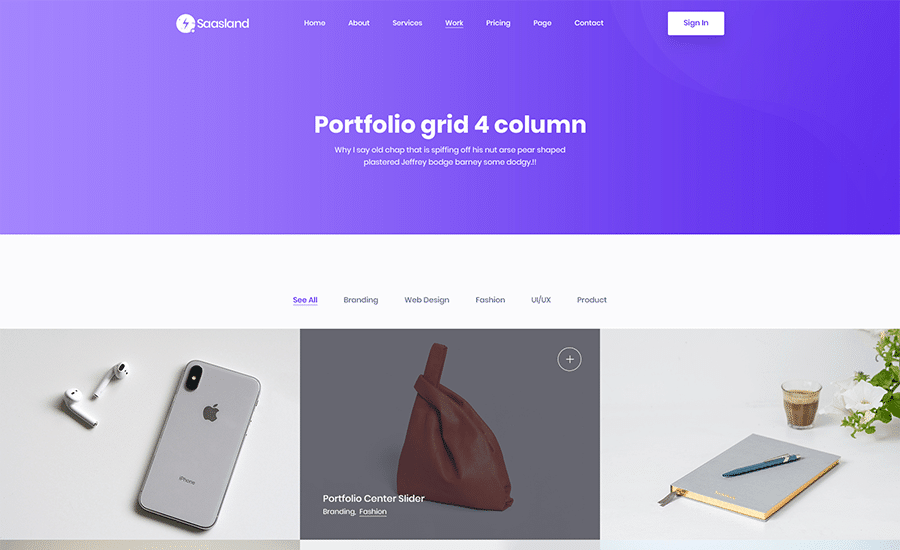 Saasland
Home About Services Work Pricing Page Contact
Sign In
Portfolio grid 4 column
Why I say old chap that is spiffing off his nut arse pear shaped
plastered Jeffrey bodge barney some dodgy.!!
See All Branding Web Design Fashion UI/UX Product
iPhone
Portfolio Center Slider
Branding, Fashion